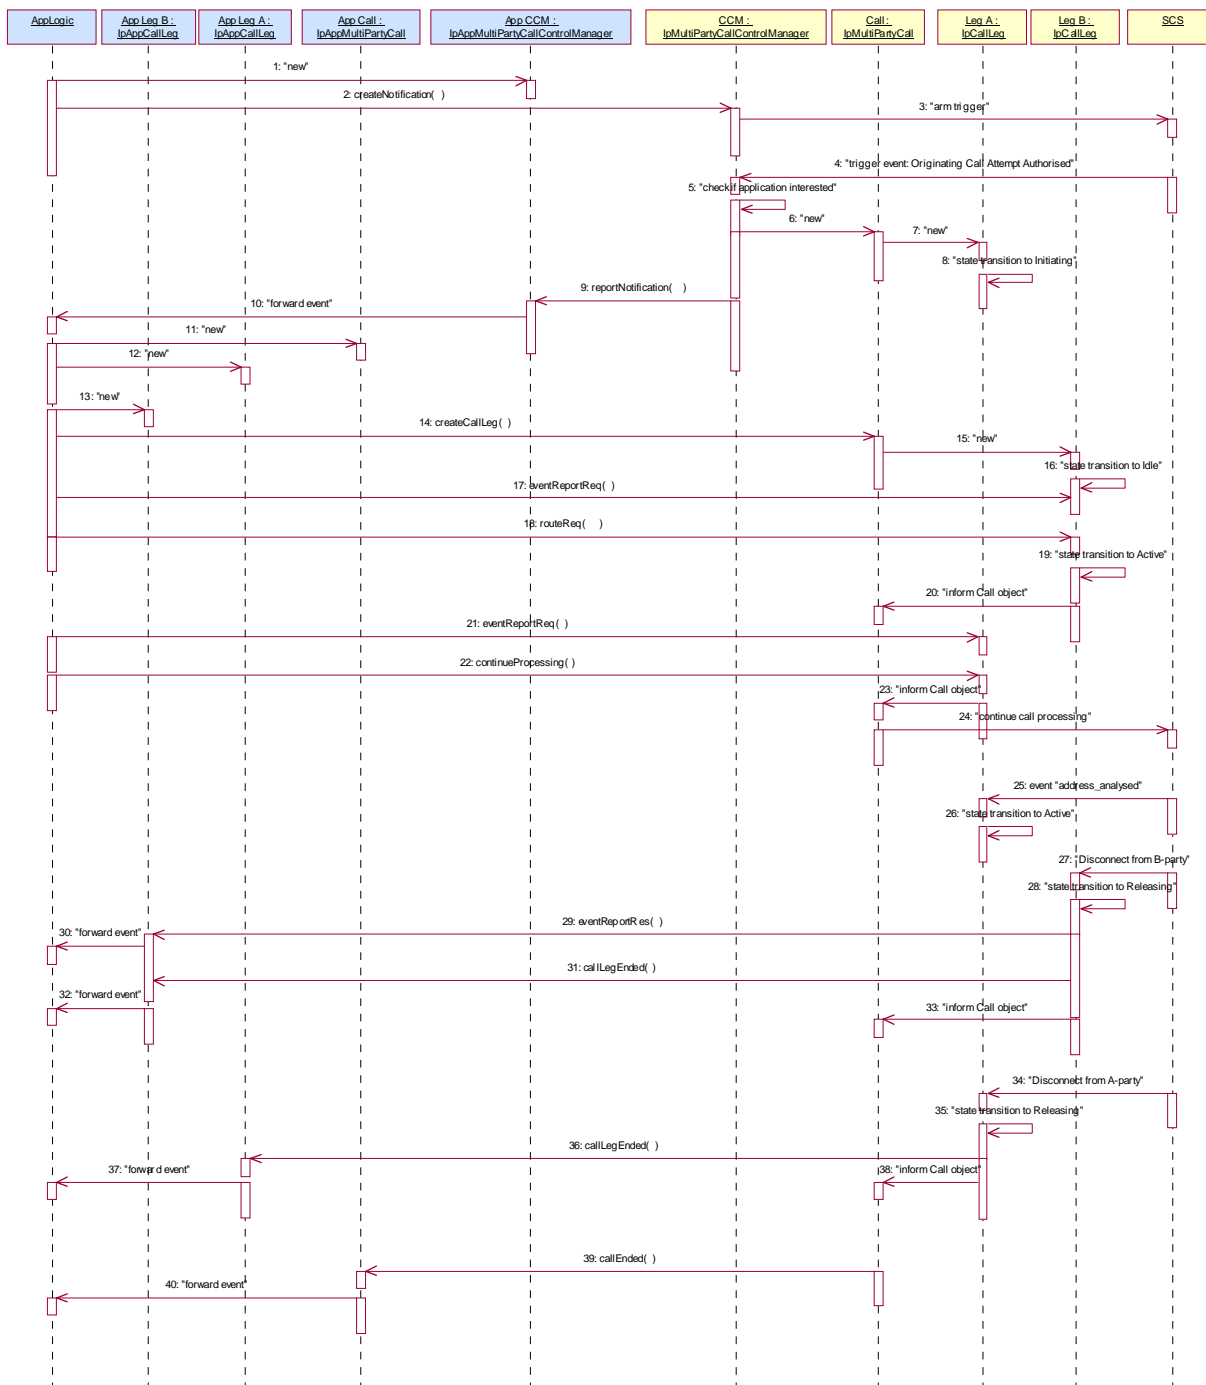 AppLogic
App Leg B :
IpAppCallLeg
App Leg A :
IpAppCallLeg
App Call :
IpAppMultiPartyCall
App CCM :
IpAppMultiPartyCallControlManager
CCM :
IpMultiPartyCallControlManager
Call :
IpMultiPartyCall
Leg A :
IpCallLeg
Leg B :
IpCallLeg
SCS
1: "new"
2: createNotification( )
3: "arm trigger"
4: "trigger event: Originating Call Attempt Authorised"
5: "check if application interested"
6: "new"
7: "new"
8: "state transition to Initiating"
9: reportNotification( )
10: "forward event"
11: "new"
12: "new"
13: "new"
14: createCallLeg( )
15: "new"
16: "state transition to Idle"
17: eventReportReq( )
18: routeReq( )
19: "state transition to Active"
20: "inform Call object"
21: eventReportReq( )
22: continueProcessing( )
23: "inform Call object"
24: "continue call processing"
25: event "address_analysed"
26: "state transition to Active"
27: "Disconnect from B-party"
28: "state transition to Releasing"
29: eventReportRes( )
30: "forward event"
31: callLegEnded( )
32: "forward event"
33: "inform Call object"
34: "Disconnect from A-party"
35: "state transition to Releasing"
36: callLegEnded( )
37: "forward event"
38: "inform Call object"
39: callEnded( )
40: "forward event"